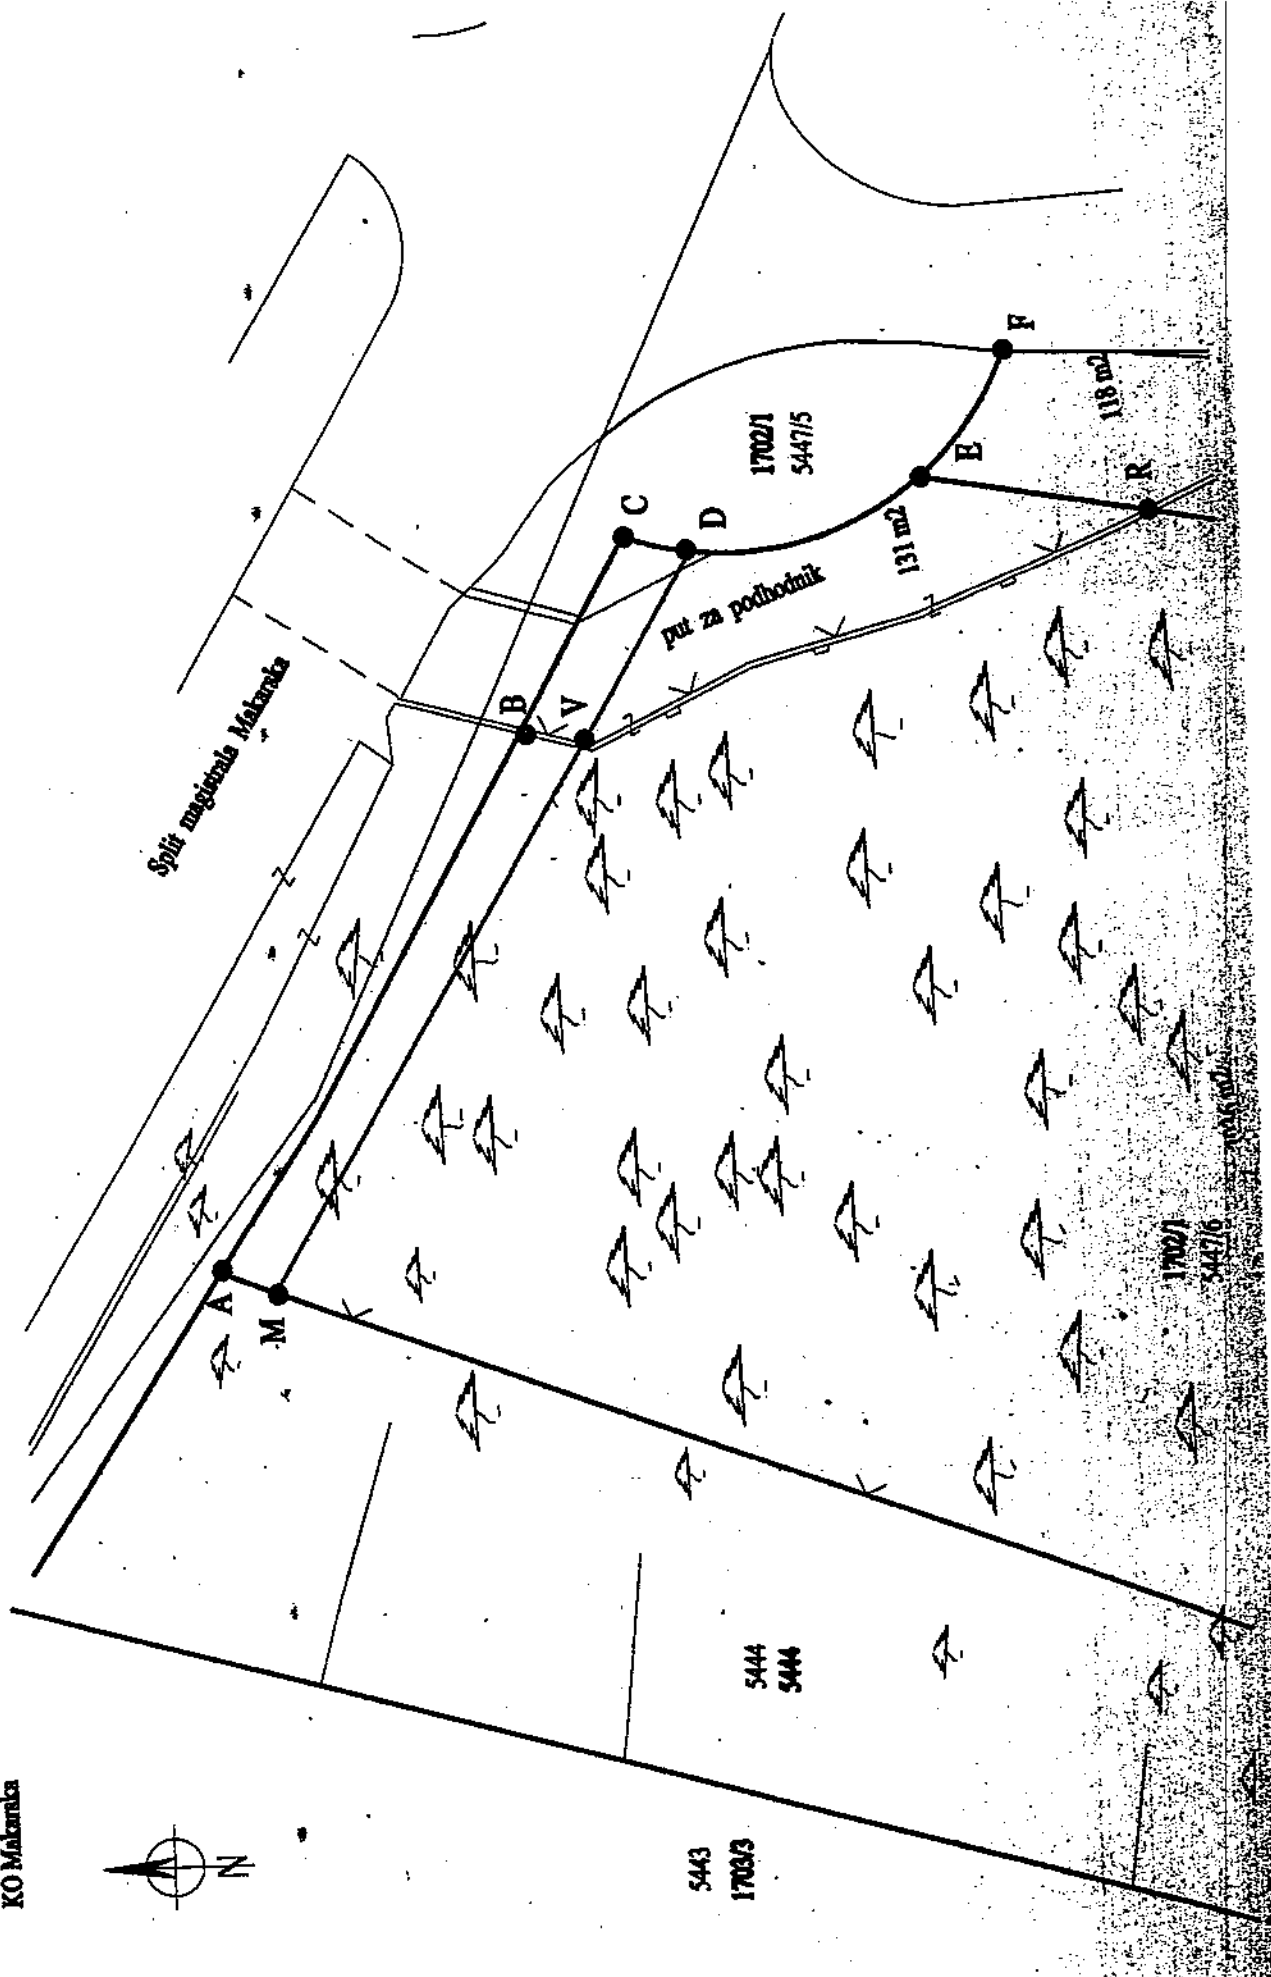 KO Makarska
N
Split magistrala Makarska
A
M
B
V
C
D
E
F
R
put za podhodnik
131 m2
118 m2
1702/1
5447/5
1702/1
5447/6
5444
5444
5443
1703/3